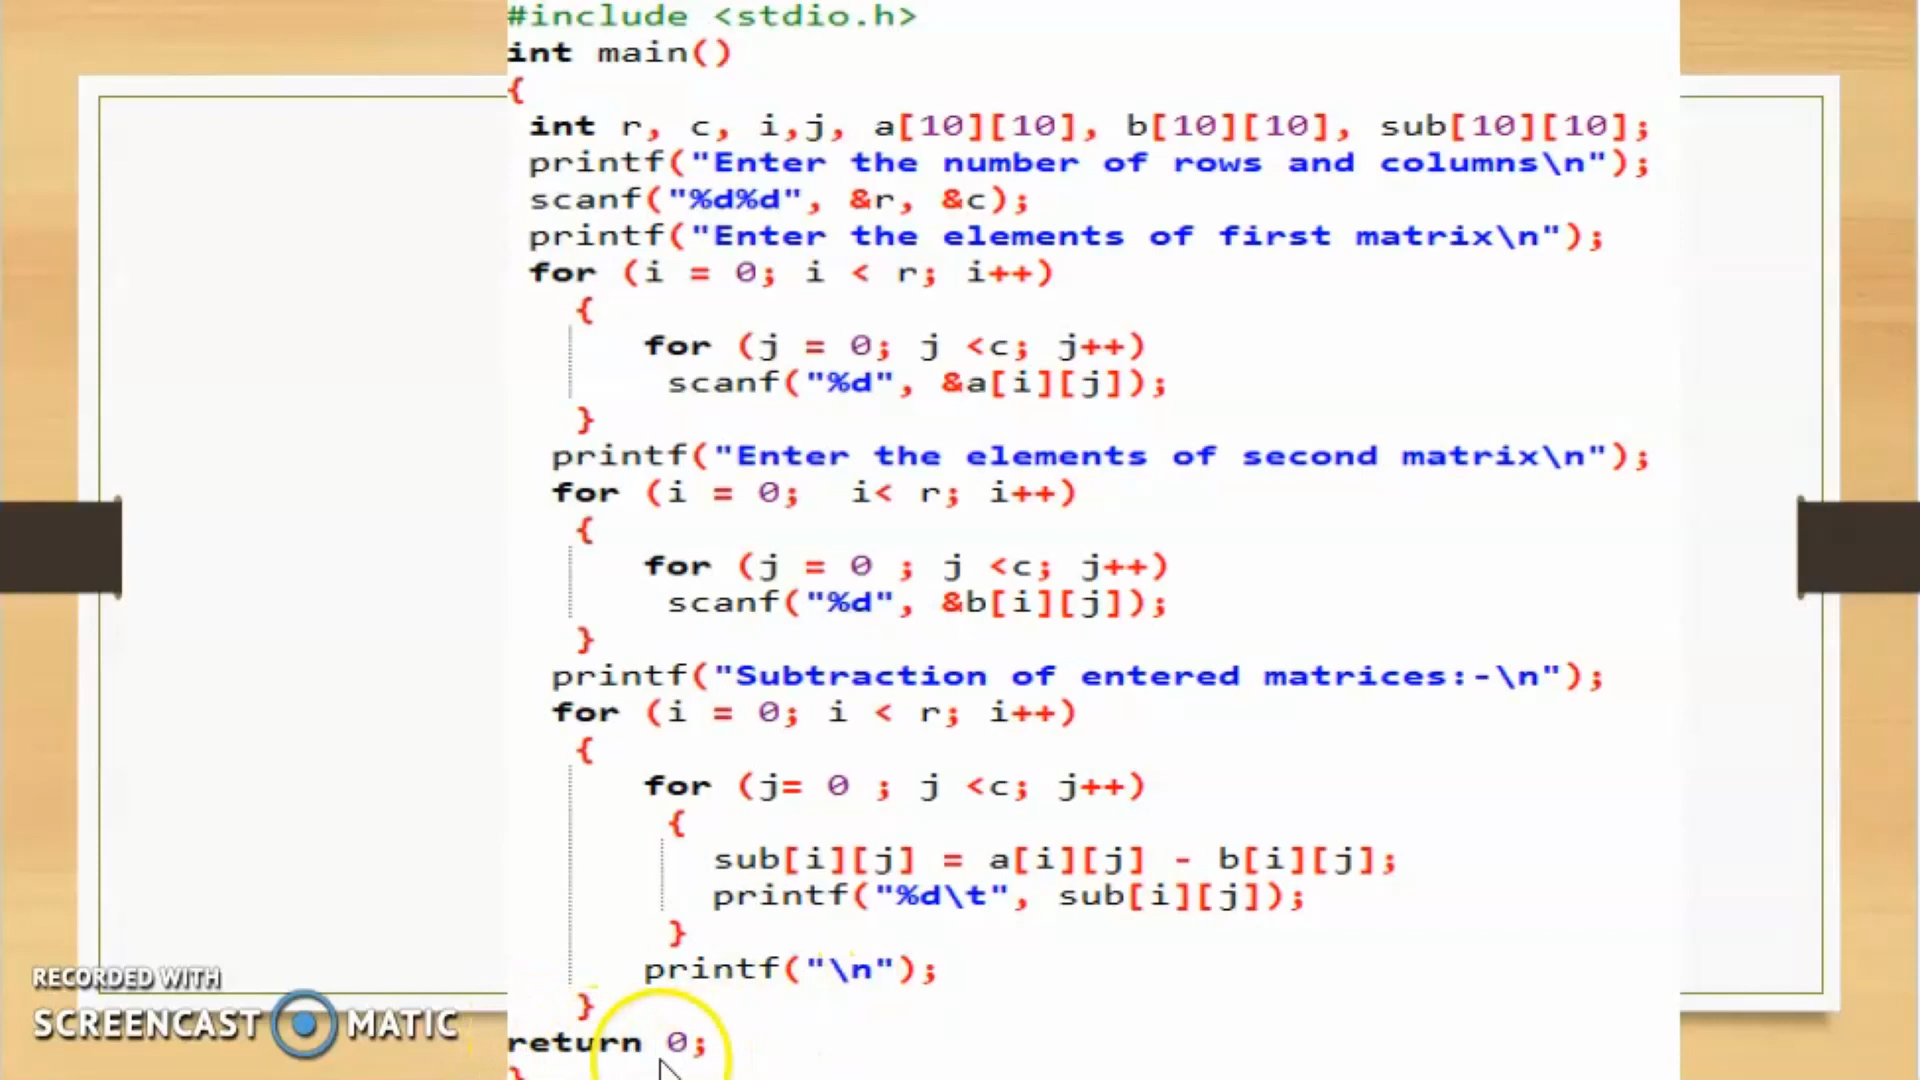 #include <stdio.h>
int main()
{
int r, c, i,j, a[10][10], b[10][10], sub[10][10];
printf("Enter the number of rows and columns\n");
scanf("%d%d", &r, &c);
printf("Enter the elements of first matrix\n");
for (i = 0; i < r; i++)
{
for (j = 0; j <c; j++)
scanf("%d", &a[i][j]);
}
printf("Enter the elements of second matrix\n");
for (i = 0;  i< r; i++)
{
for (j = 0 ; j <c; j++)
scanf("%d", &b[i][j]);
}
printf("Subtraction of entered matrices:-\n");
for (i = 0; i < r; i++)
{
for (j= 0 ; j <c; j++)
{
sub[i][j] = a[i][j] - b[i][j];
printf("%d\t", sub[i][j]);
}
printf("\n");
}
return 0;
}
RECORDED WITH
SCREENCAST MATIC